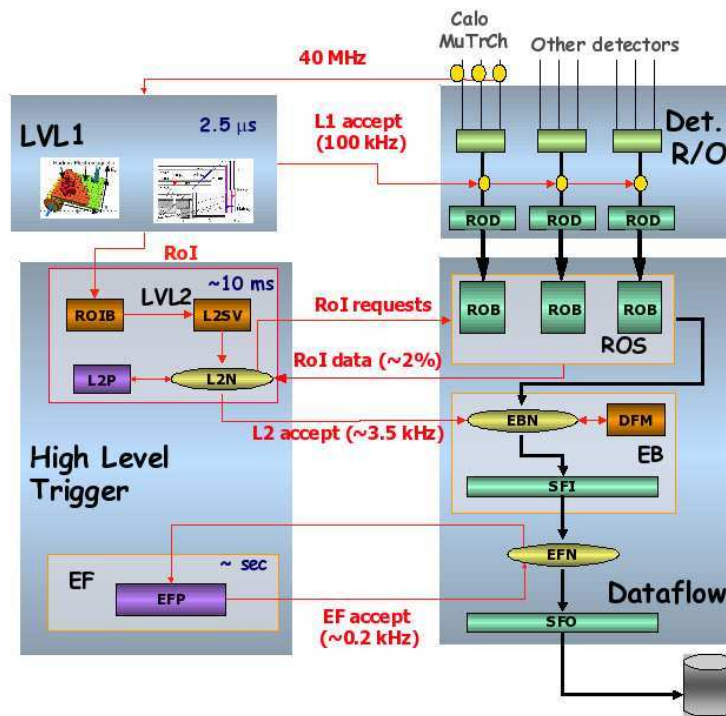 Calo
MuTrCh
Other detectors
40 MHz
LVL1
2.5 μs
L1 accept
(100 kHz)
Det.
R/O
ROD
ROD
ROD
RoI
~10 ms
LVL2
ROIB
L2SV
RoI requests
ROB
ROB
ROB
ROS
L2P
L2N
RoI data (~2%)
L2 accept (~3.5 kHz)
EBN
DFM
EB
High Level
Trigger
SFI
~ sec
EF
EFP
EFN
EF accept
(~0.2 kHz)
Dataflow
SFO